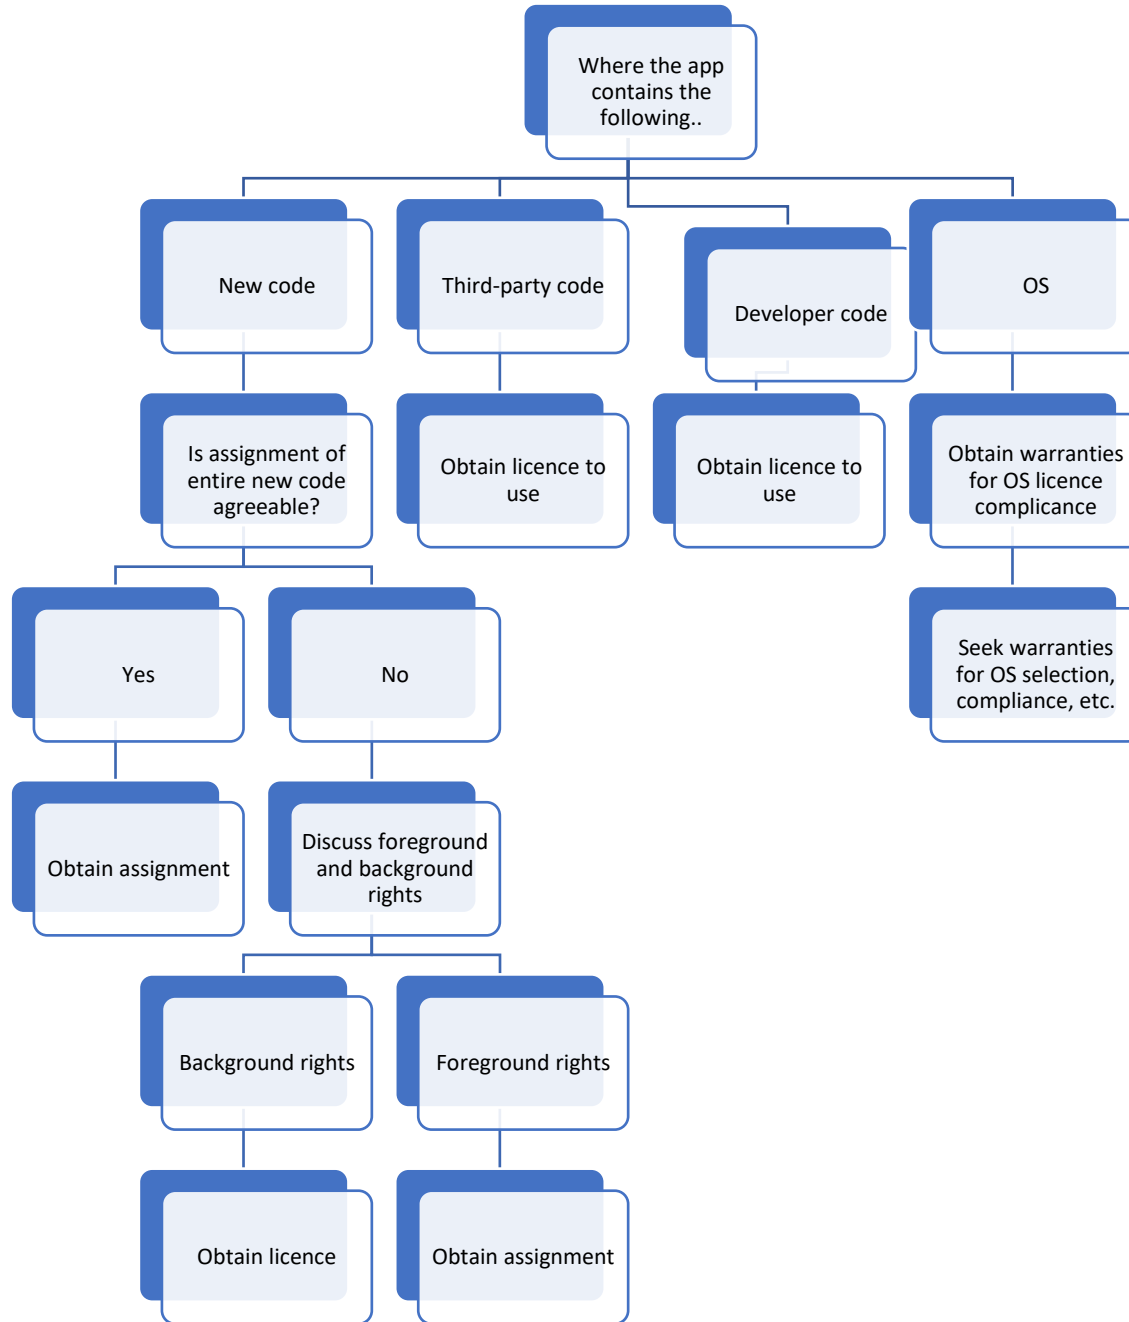 Where the app
contains the
following..
New code
Third-party code
Developer code
OS
Is assignment of
entire new code
agreeable?
Obtain licence to
use
Obtain licence to
use
Obtain warranties
for OS licence
complicance
Yes
No
Seek warranties
for OS selection,
compliance, etc.
Obtain assignment
Discuss foreground
and background
rights
Background rights
Foreground rights
Obtain licence
Obtain assignment